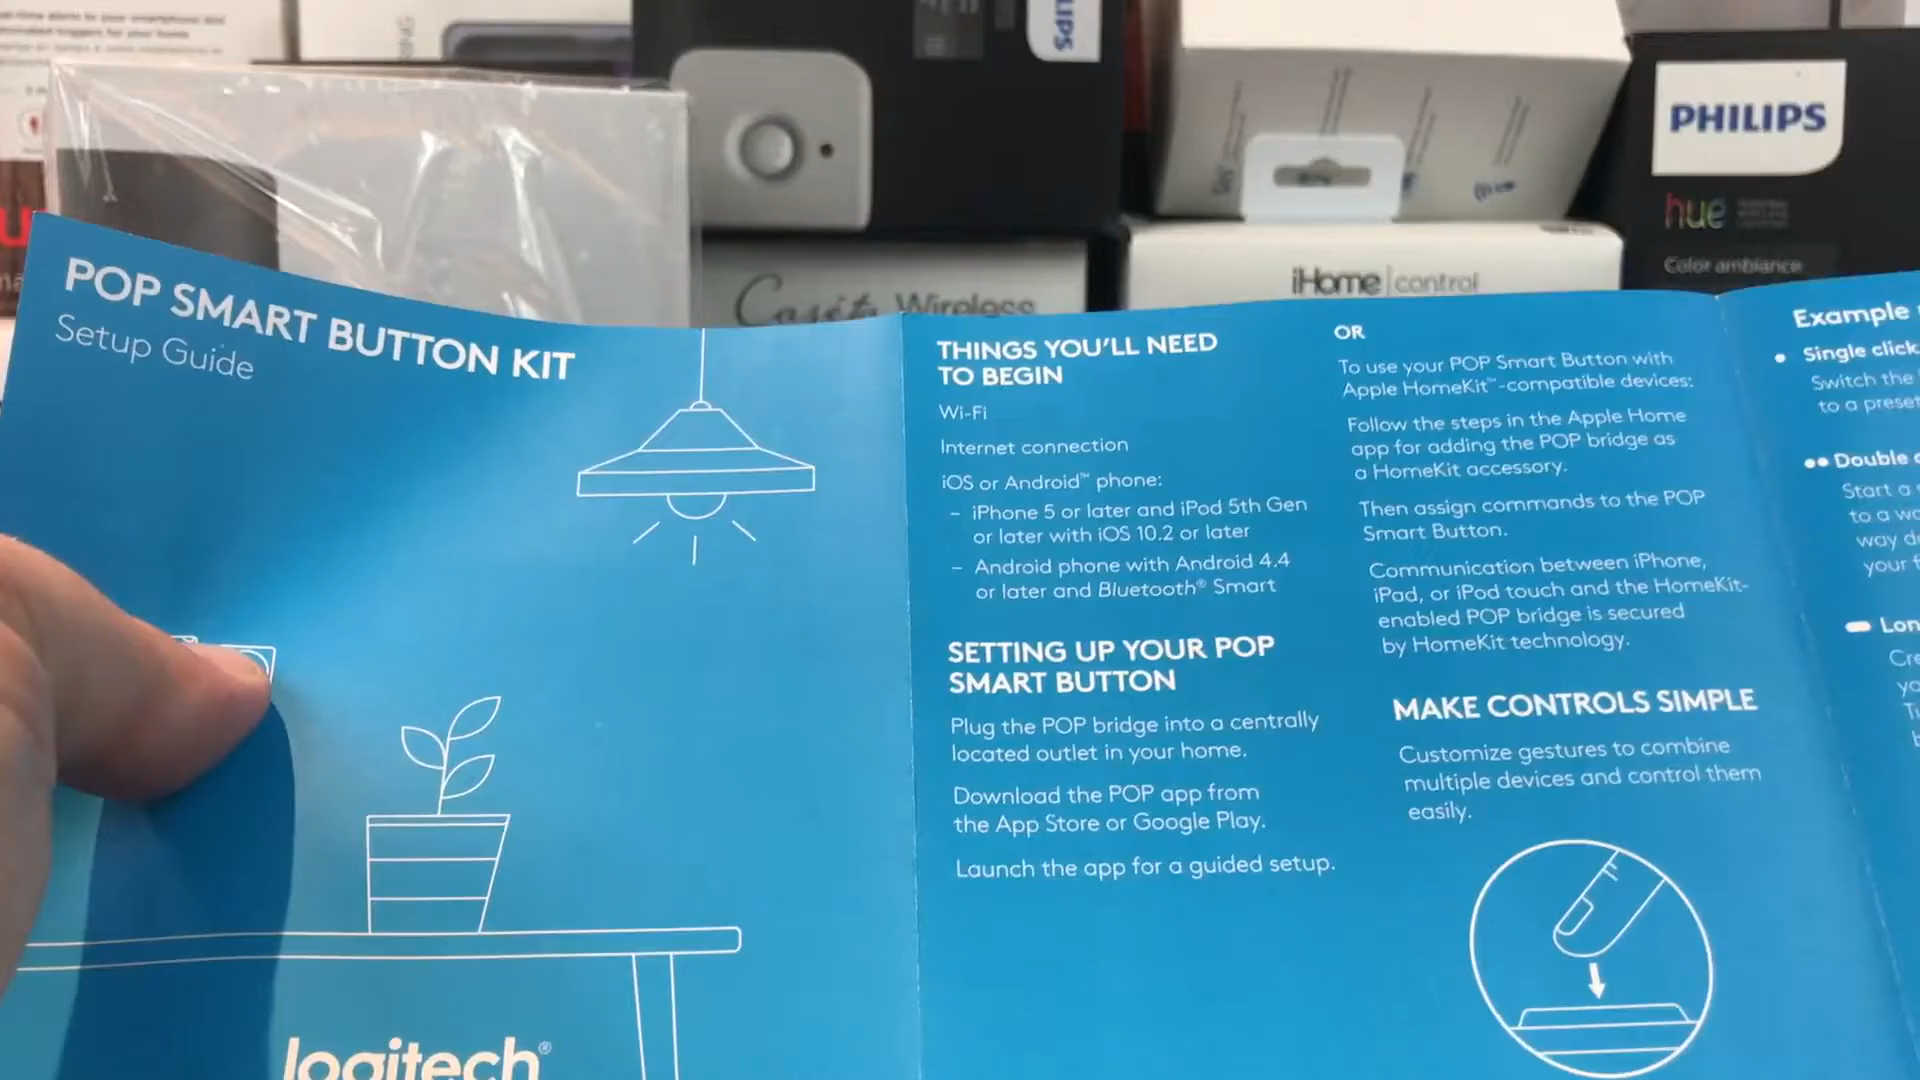 PHILIPS
hue
Color ambiance
iHome | control
Caséta Wireless
POP SMART BUTTON KIT
Setup Guide
logitech®
THINGS YOU'LL NEED
TO BEGIN
Wi-Fi
Internet connection
iOS or Android™ phone:
– iPhone 5 or later and iPod 5th Gen
or later with iOS 10.2 or later
– Android phone with Android 4.4
or later and Bluetooth® Smart
SETTING UP YOUR POP
SMART BUTTON
Plug the POP bridge into a centrally
located outlet in your home.
Download the POP app from
the App Store or Google Play.
Launch the app for a guided setup.
OR
To use your POP Smart Button with
Apple HomeKit™-compatible devices:
Follow the steps in the Apple Home
app for adding the POP bridge as
a HomeKit accessory.
Then assign commands to the POP
Smart Button.
Communication between iPhone,
iPad, or iPod touch and the HomeKit-
enabled POP bridge is secured
by HomeKit technology.
MAKE CONTROLS SIMPLE
Customize gestures to combine
multiple devices and control them
easily.
Example
• Single click
Switch the
to a preset
•• Double
Start a
to a
way
your